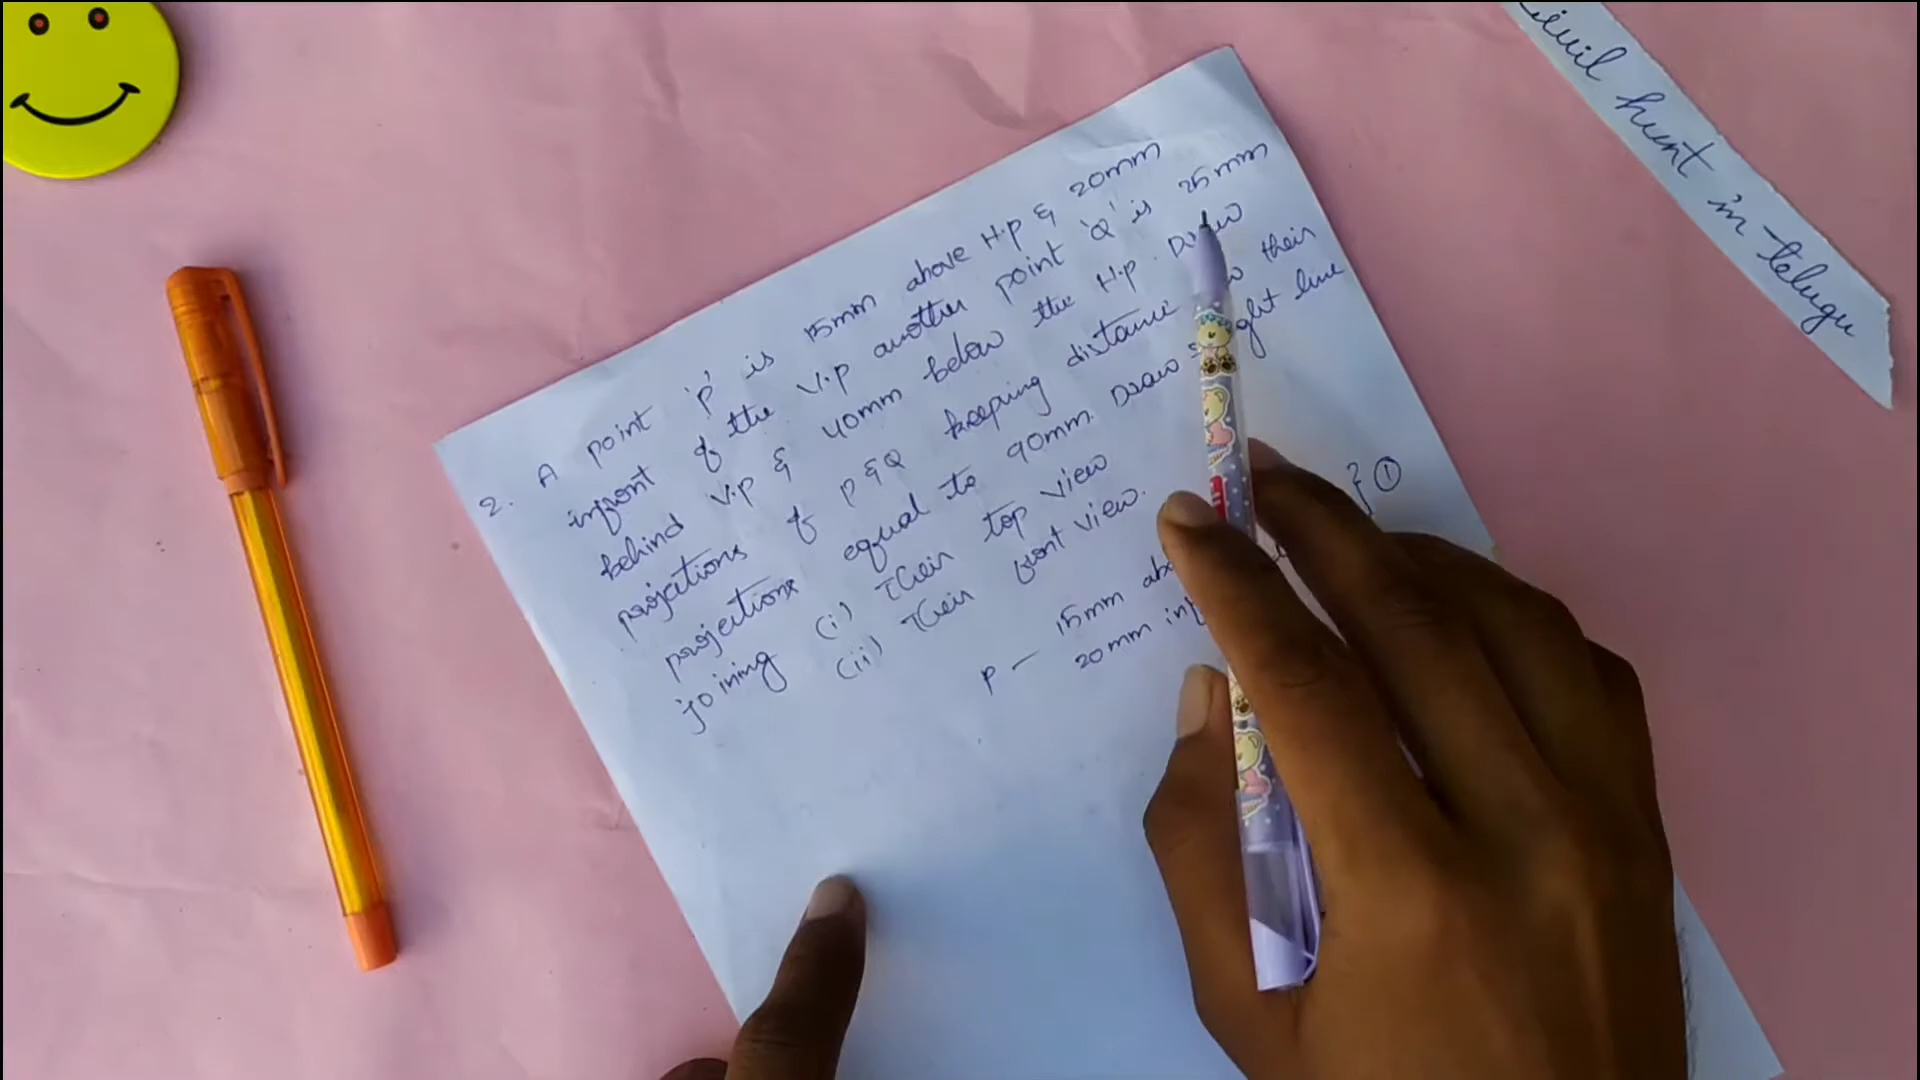 2. A point 'P' is 15mm above H.P & 20mm
infront of the V.P another point 'Q' is 25mm
behind V.P & 40mm below the H.P. Draw
projections of P & Q keeping distance their
projections equal to 90mm. Draw line
joining (i) Their top view
(ii) Their front view.
P - 15mm
20mm
} ①
civil hunt in telugu